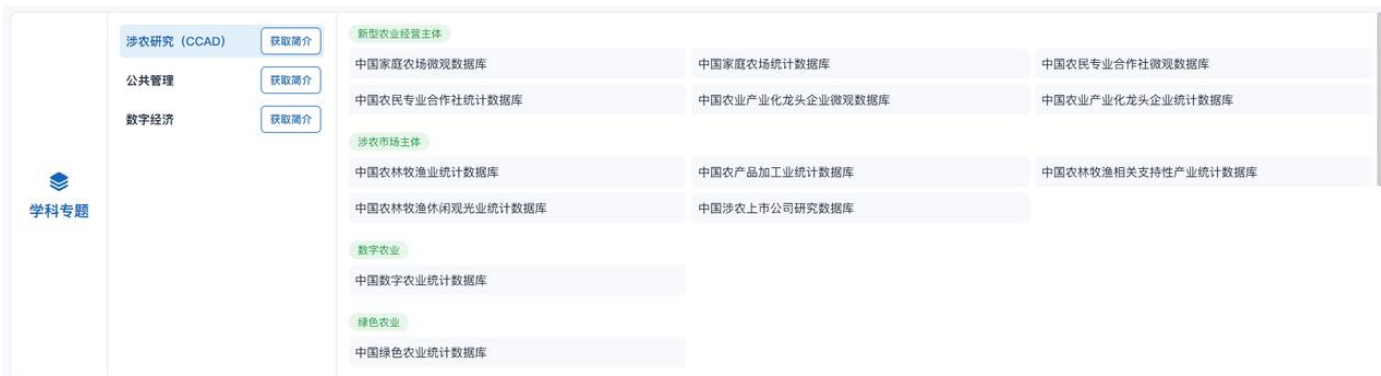 学科专题
涉农研究（CCAD） 获取简介
公共管理 获取简介
数字经济 获取简介
新型农业经营主体
中国家庭农场微观数据库 中国家庭农场统计数据库 中国农民专业合作社微观数据库
中国农民专业合作社统计数据库 中国农业产业化龙头企业微观数据库 中国农业产业化龙头企业统计数据库
涉农市场主体
中国农林牧渔业统计数据库 中国农产品加工业统计数据库 中国农林牧渔相关支持性产业统计数据库
中国农林牧渔休闲观光业统计数据库 中国涉农上市公司研究数据库
数字农业
中国数字农业统计数据库
绿色农业
中国绿色农业统计数据库